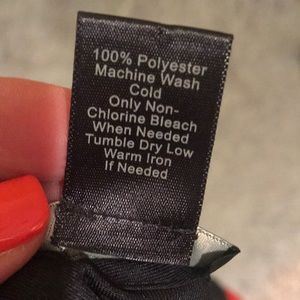 100% Polyester
Machine Wash
Cold
Only Non-
Chlorine Bleach
When Needed
Tumble Dry Low
Warm Iron
If Needed